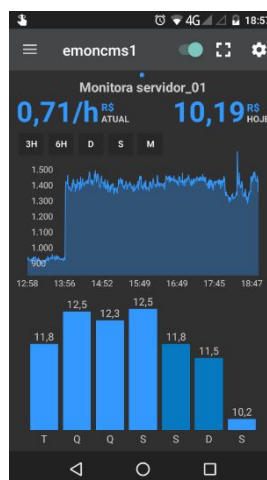 4G 18:57
emoncms1
Monitora servidor_01
0,71/h R$ ATUAL 10,19 R$ HOJE
3H 6H D S M
1.500
1.400
1.300
1.200
1.100
1.000
900
12:58 13:56 14:52 15:49 16:49 17:45 18:47
11,8 12,5 12,3 12,5 11,8 11,5 10,2
T Q Q S S D S